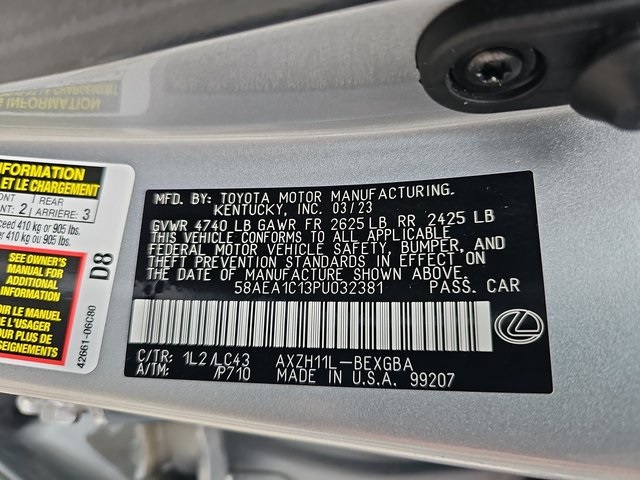 INFORMATION
ET LE CHARGEMENT
1 REAR
2 ARRIÈRE: 3
exceed 410 kg or 905 lbs.
410 kg ou 905 lbs.
SEE OWNER'S
MANUAL FOR
ADDITIONAL
INFORMATION
LE MANUEL
L'USAGER
PLUS DE
D8
42661-06C80
MFD. BY: TOYOTA MOTOR MANUFACTURING.
KENTUCKY, INC. 03/23
GVWR 4740 LB GAWR FR 2625 LB RR 2425 LB
THIS VEHICLE CONFORMS TO ALL APPLICABLE
FEDERAL MOTOR VEHICLE SAFETY, BUMPER, AND
THEFT PREVENTION STANDARDS IN EFFECT ON
THE DATE OF MANUFACTURE SHOWN ABOVE.
58AEA1C13PU032381 PASS. CAR
C/TR: 1L2/LC43 AXZH11L-BEXGBA
A/TM: /P710 MADE IN U.S.A. 99207